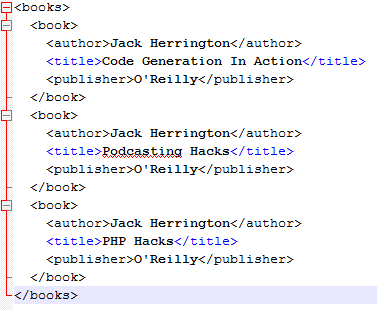 <books>
<book>
<author>Jack Herrington</author>
<title>Code Generation In Action</title>
<publisher>O'Reilly</publisher>
</book>
<book>
<author>Jack Herrington</author>
<title>Podcasting Hacks</title>
<publisher>O'Reilly</publisher>
</book>
<book>
<author>Jack Herrington</author>
<title>PHP Hacks</title>
<publisher>O'Reilly</publisher>
</book>
</books>